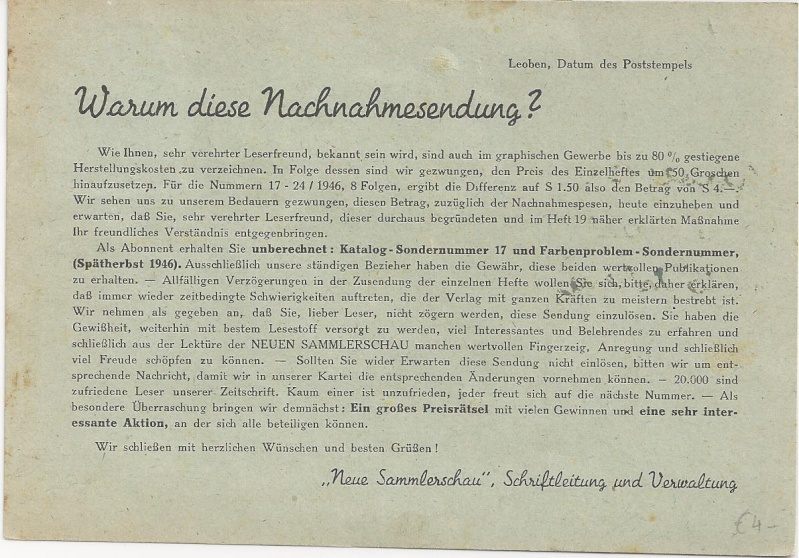 Leoben, Datum des Poststempels
Warum diese Nachnahmesendung?
Wie Ihnen, sehr verehrter Leserfreund, bekannt sein wird, sind auch im graphischen Gewerbe bis zu 80 % gestiegene
Herstellungskosten zu verzeichnen. In Folge dessen sind wir gezwungen, den Preis des Einzelheftes um 50 Groschen
hinaufzusetzen. Für die Nummern 17 - 24 / 1946, 8 Folgen, ergibt die Differenz auf S 1.50 also den Betrag von S 4.—.
Wir sehen uns zu unserem Bedauern gezwungen, diesen Betrag, zuzüglich der Nachnahmespesen, heute einzuheben und
erwarten, daß Sie, sehr verehrter Leserfreund, dieser durchaus begründeten und im Heft 19 näher erklärten Maßnahme
Ihr freundliches Verständnis entgegenbringen.
Als Abonnent erhalten Sie unberechnet: Katalog-Sondernummer 17 und Farbenproblem-Sondernummer,
(Spätherbst 1946). Ausschließlich unsere ständigen Bezieher haben die Gewähr, diese beiden wertvollen Publikationen
zu erhalten. — Allfälligen Verzögerungen in der Zusendung der einzelnen Hefte wollen Sie sich, bitte, daher erklären,
daß immer wieder zeitbedingte Schwierigkeiten auftreten, die der Verlag mit ganzen Kräften zu meistern bestrebt ist.
Wir nehmen als gegeben an, daß Sie, lieber Leser, nicht zögern werden, diese Sendung einzulösen. Sie haben die
Gewißheit, weiterhin mit bestem Lesestoff versorgt zu werden, viel Interessantes und Belehrendes zu erfahren und
schließlich aus der Lektüre der NEUEN SAMMLERSCHAU manchen wertvollen Fingerzeig, Anregung und schließlich
viel Freude schöpfen zu können. — Sollten Sie wider Erwarten diese Sendung nicht einlösen, bitten wir um ent-
sprechende Nachricht, damit wir in unserer Kartei die entsprechenden Änderungen vornehmen können. — 20.000 sind
zufriedene Leser unserer Zeitschrift. Kaum einer ist unzufrieden, jeder freut sich auf die nächste Nummer. — Als
besondere Überraschung bringen wir demnächst: Ein großes Preisrätsel mit vielen Gewinnen und eine sehr inter-
essante Aktion, an der sich alle beteiligen können.
Wir schließen mit herzlichen Wünschen und besten Grüßen!
„Neue Sammlerschau", Schriftleitung und Verwaltung
€4-